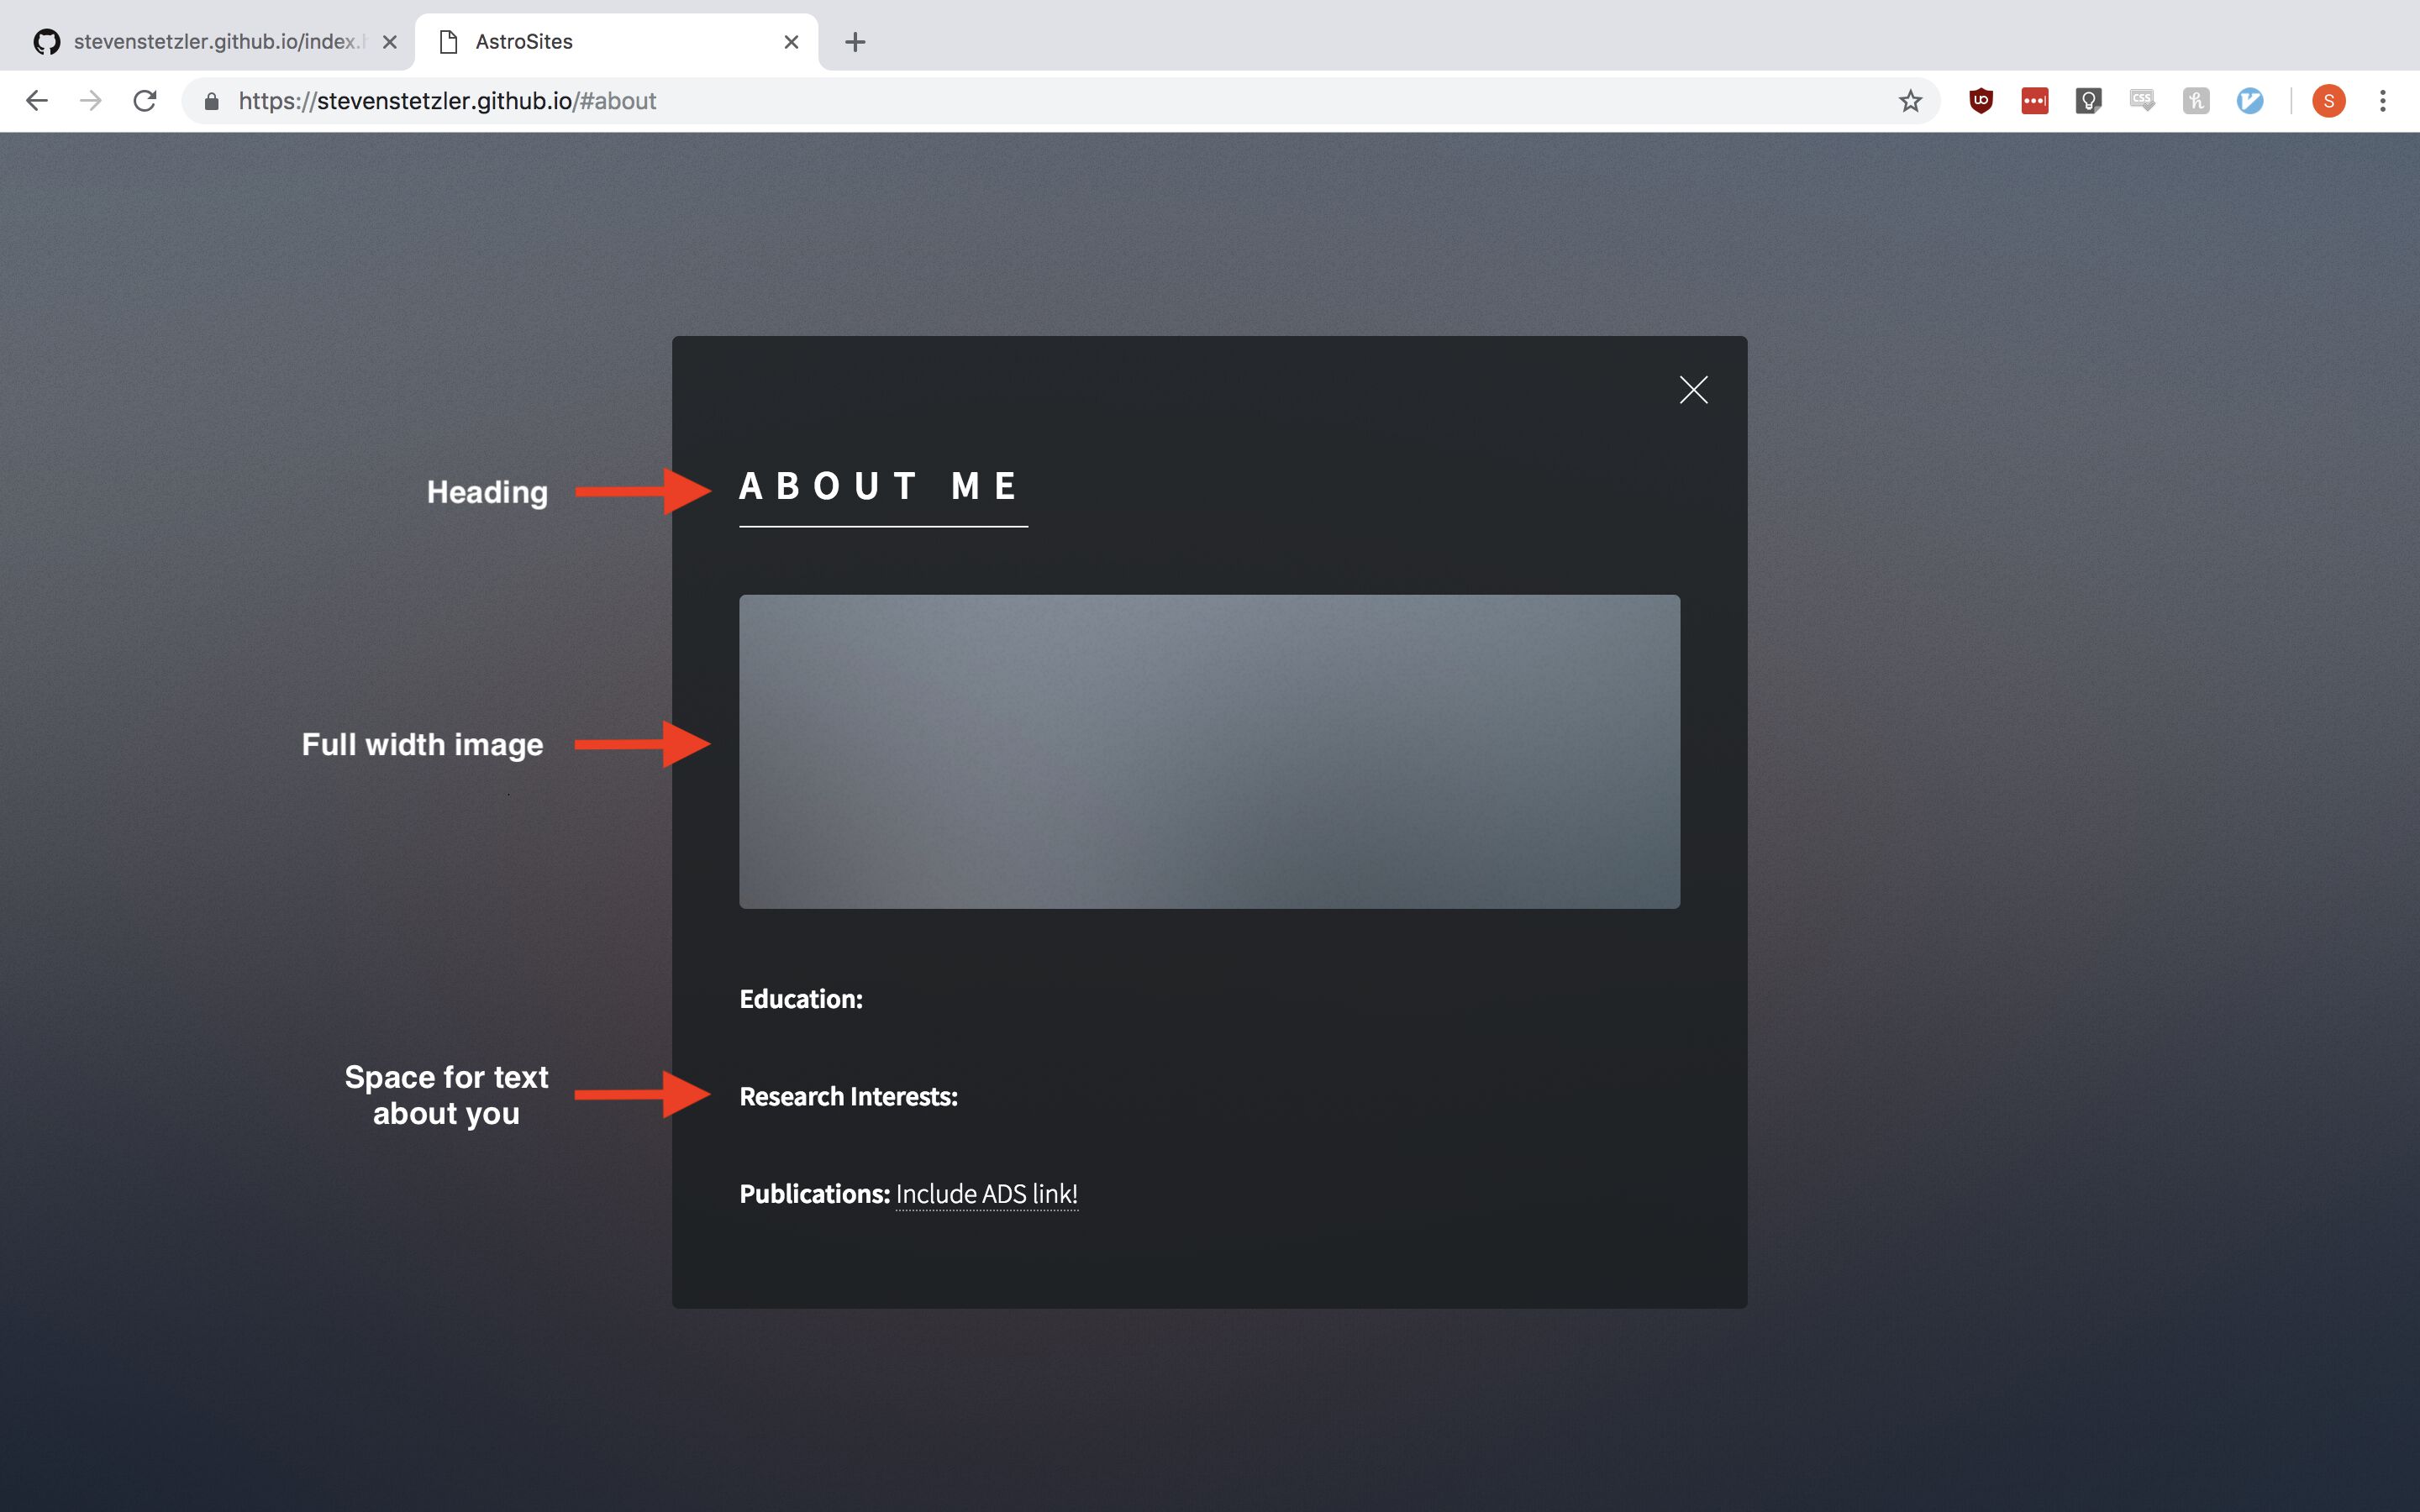 stevenstetzler.github.io/index.
AstroSites
https://stevenstetzler.github.io/#about
CSS
S
ABOUT ME
Heading
Full width image
Education:
Space for text
about you
Research Interests:
Publications: Include ADS link!